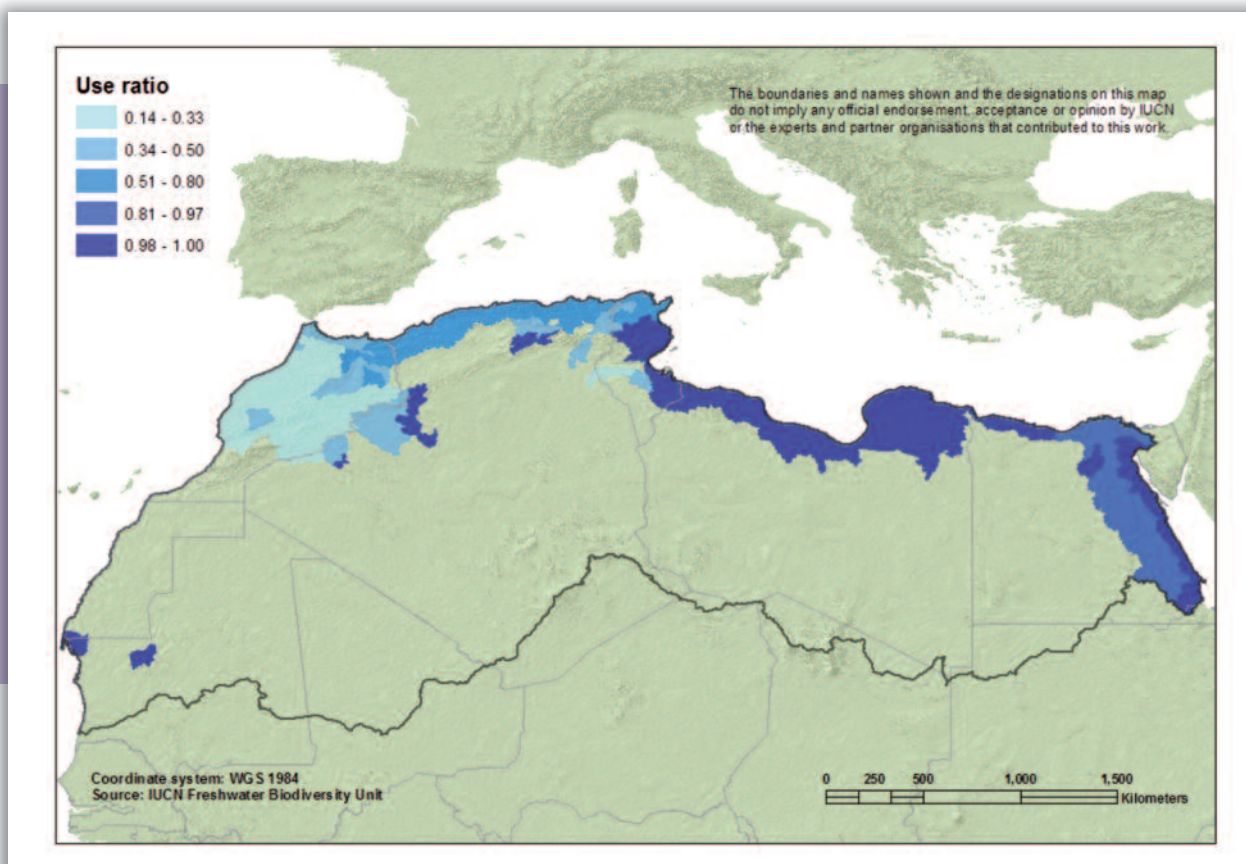 Use ratio
0.14 - 0.33
0.34 - 0.50
0.51 - 0.80
0.81 - 0.97
0.98 - 1.00
The boundaries and names shown and the designations on this map
do not imply any official endorsement, acceptance or opinion by IUCN
or the experts and partner organisations that contributed to this work.
Coordinate system: WGS 1984
Source: IUCN Freshwater Biodiversity Unit
0 250 500 1,000 1,500
Kilometers